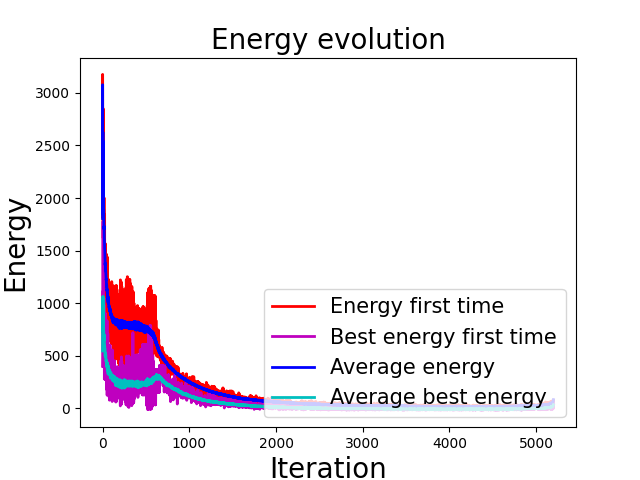 Energy evolution
Energy
3000
2500
2000
1500
1000
500
0
Energy first time
Best energy first time
Average energy
Average best energy
0 1000 2000 3000 4000 5000
Iteration